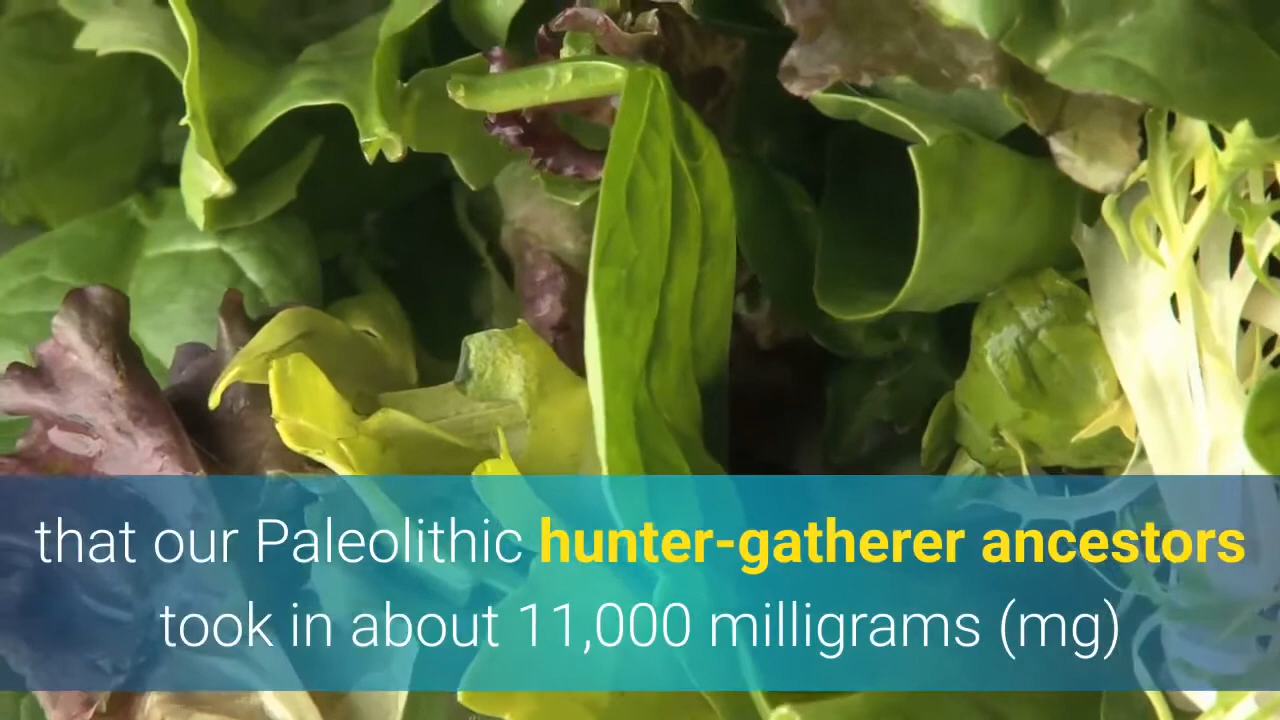 that our Paleolithic hunter-gatherer ancestors
took in about 11,000 milligrams (mg)